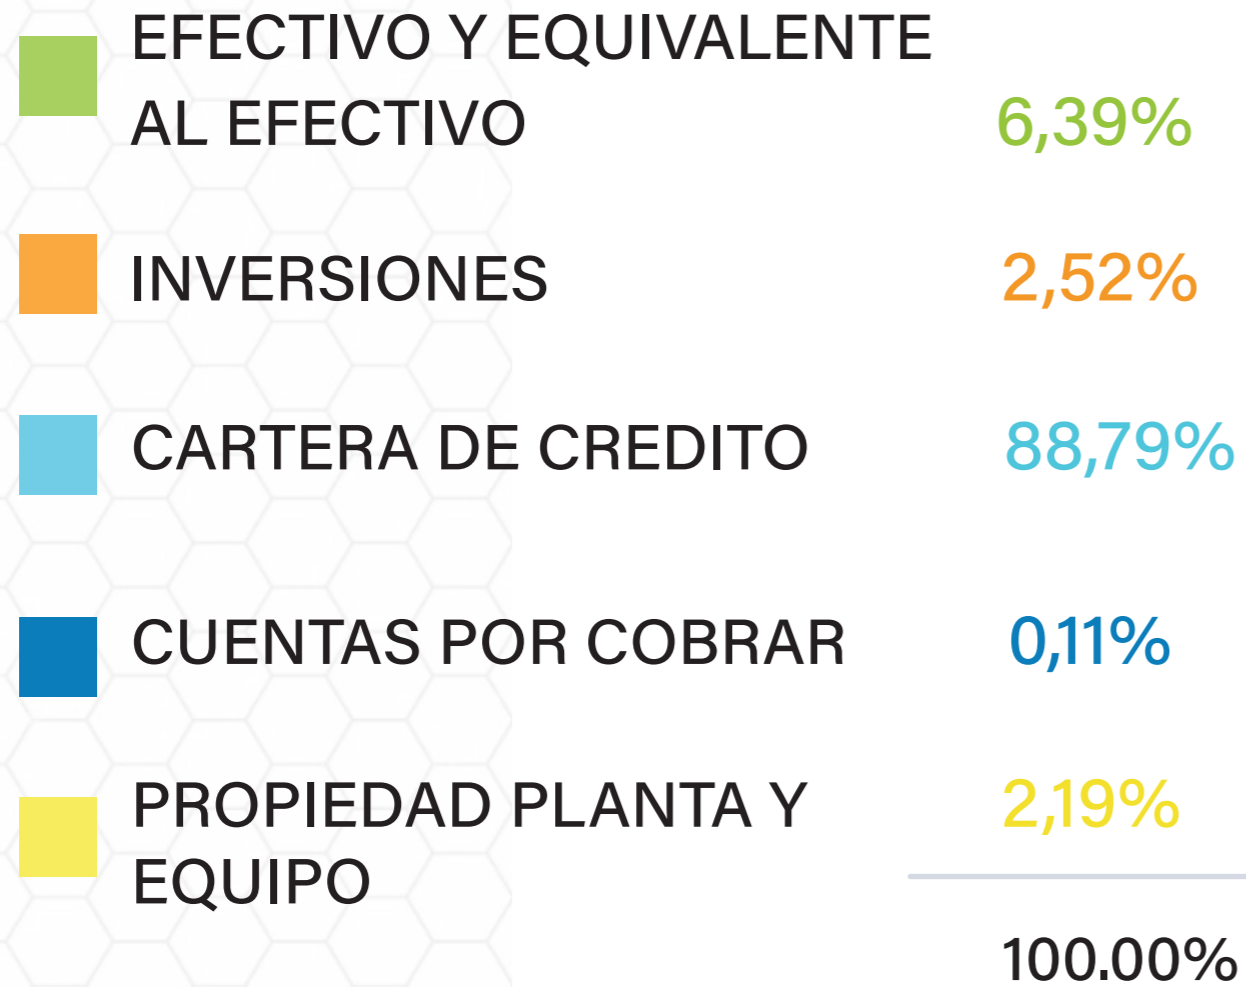 EFECTIVO Y EQUIVALENTE
AL EFECTIVO 6,39%
INVERSIONES 2,52%
CARTERA DE CREDITO 88,79%
CUENTAS POR COBRAR 0,11%
PROPIEDAD PLANTA Y 2,19%
EQUIPO
100.00%